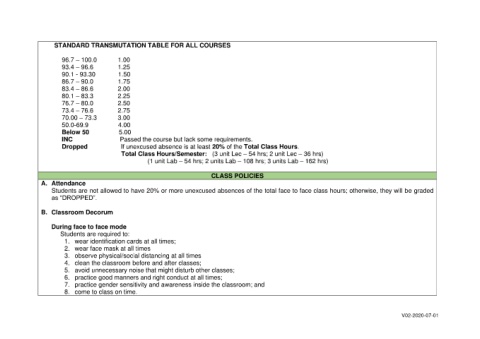 STANDARD TRANSMUTATION TABLE FOR ALL COURSES
96.7 – 100.0 1.00
93.4 – 96.6 1.25
90.1 - 93.30 1.50
86.7 – 90.0 1.75
83.4 – 86.6 2.00
80.1 – 83.3 2.25
76.7 – 80.0 2.50
73.4 – 76.6 2.75
70.00 – 73.3 3.00
50.0-69.9 4.00
Below 50 5.00
INC Passed the course but lack some requirements.
Dropped If unexcused absence is at least 20% of the Total Class Hours.
Total Class Hours/Semester: (3 unit Lec – 54 hrs; 2 unit Lec – 36 hrs)
(1 unit Lab – 54 hrs; 2 units Lab – 108 hrs; 3 units Lab – 162 hrs)
CLASS POLICIES
A. Attendance
Students are not allowed to have 20% or more unexcused absences of the total face to face class hours; otherwise, they will be graded
as “DROPPED”.
B. Classroom Decorum
During face to face mode
Students are required to:
1. wear identification cards at all times;
2. wear face mask at all times
3. observe physical/social distancing at all times
4. clean the classroom before and after classes;
5. avoid unnecessary noise that might disturb other classes;
6. practice good manners and right conduct at all times;
7. practice gender sensitivity and awareness inside the classroom; and
8. come to class on time.
V02-2020-07-01